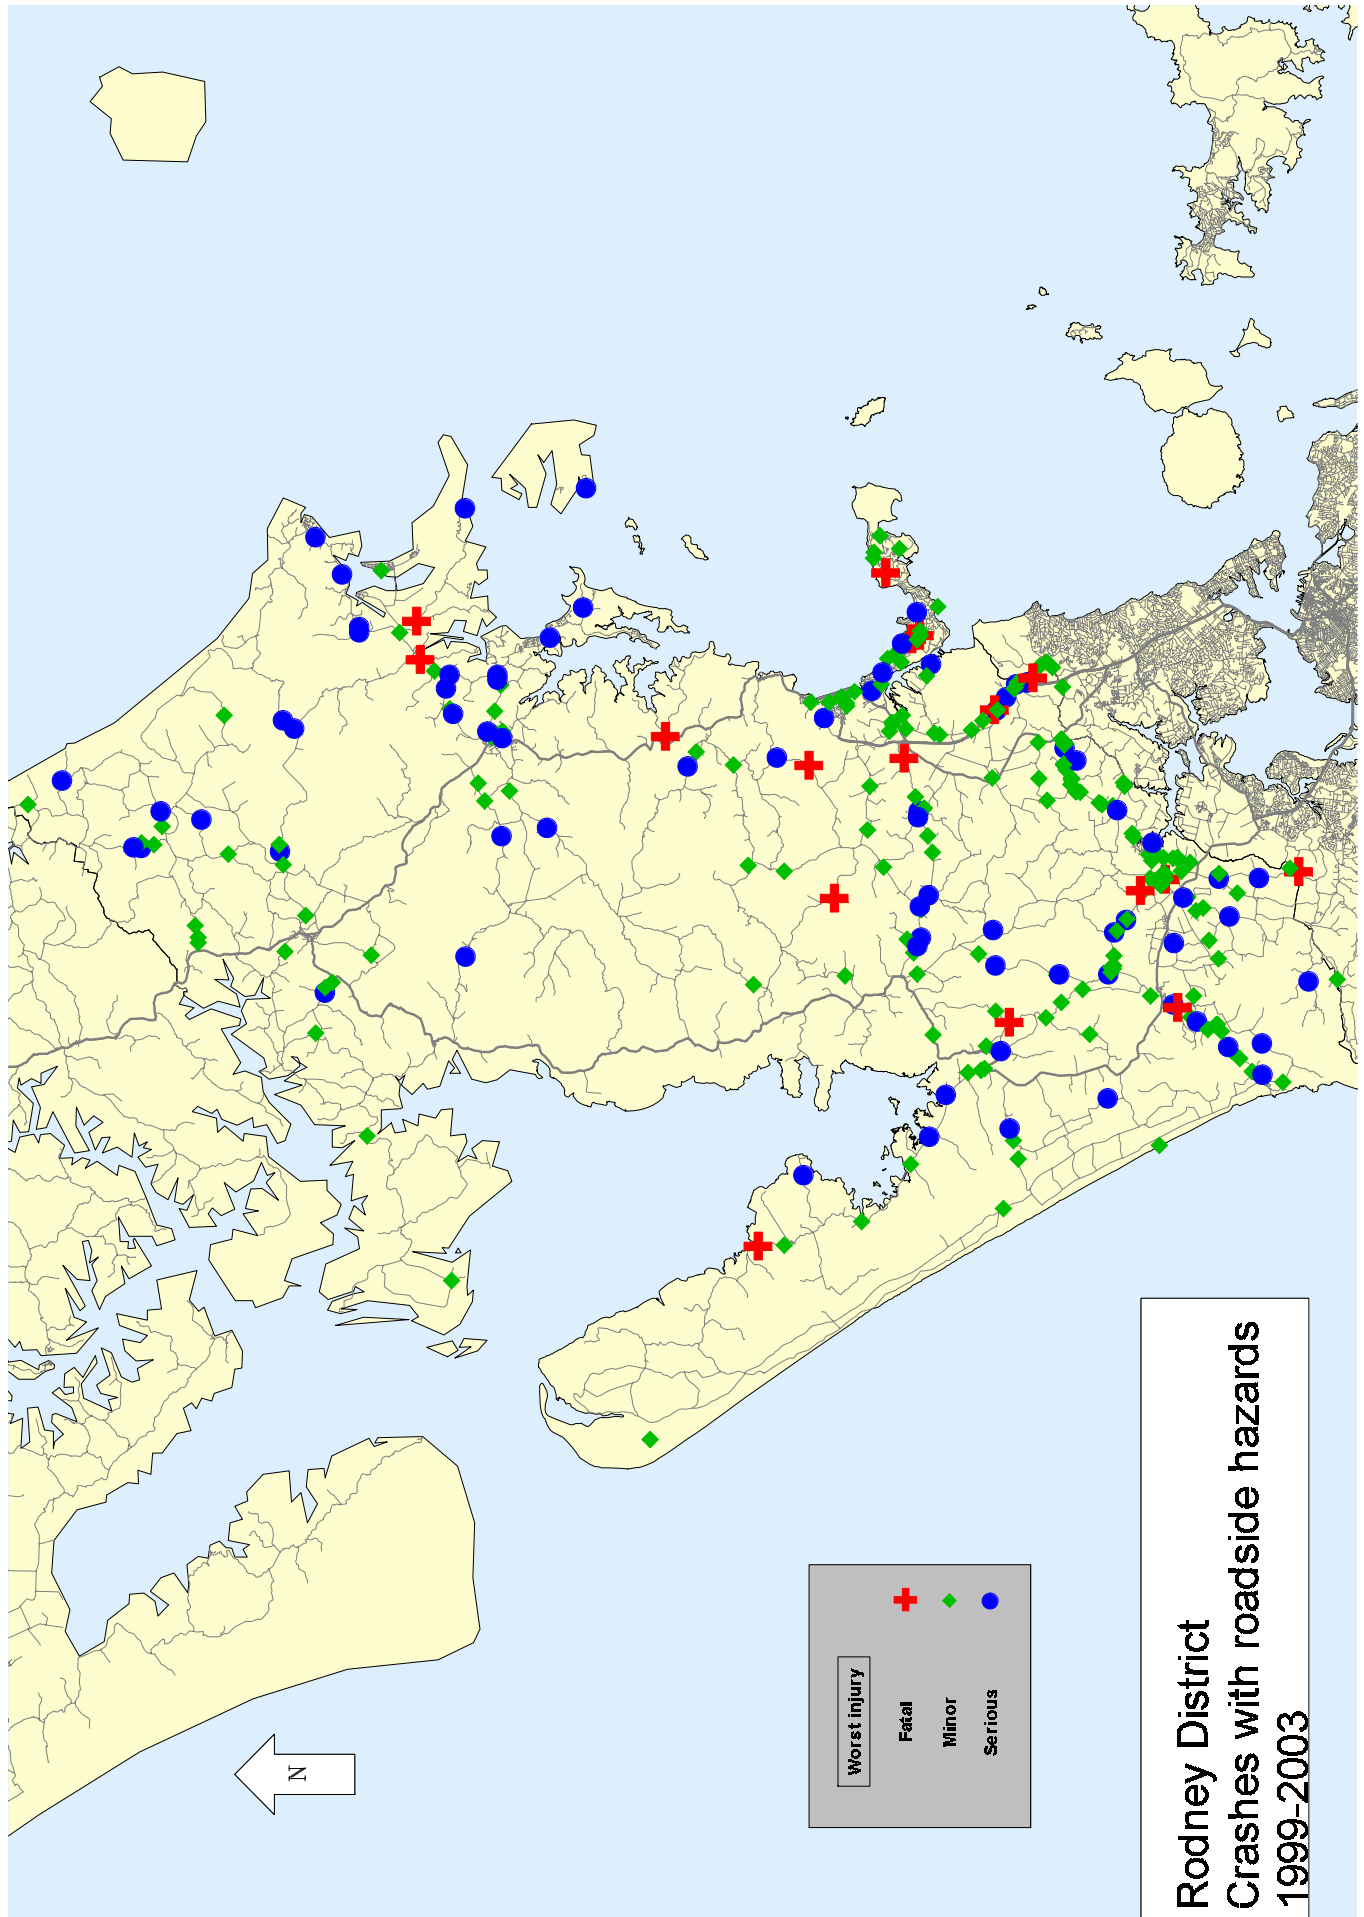 Worst injury
Fatal
Minor
Serious
N
Rodney District
Crashes with roadside hazards
1999-2003